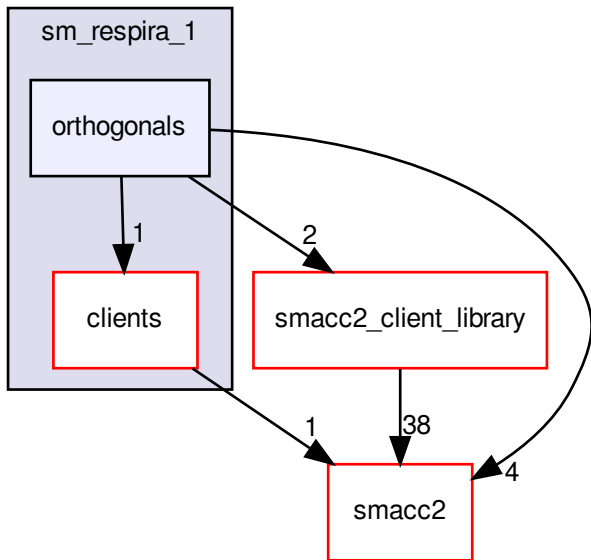 sm_respira_1
orthogonals
1
2
clients
smacc2_client_library
1
38
4
smacc2